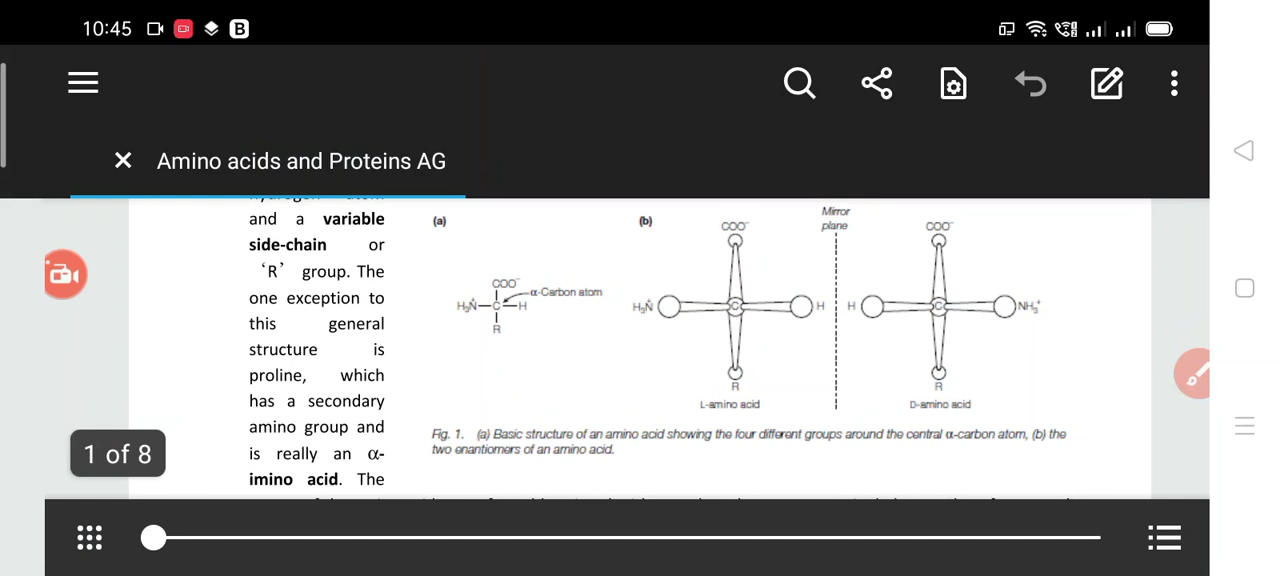 10:45
B
Amino acids and Proteins AG
and a variable
side-chain or
‘R’ group. The
one exception to
this general
structure is
proline, which
has a secondary
amino group and
is really an α-
imino acid. The
(a)
COO⁻
α-Carbon atom
H₃N⁺—C—H
R
(b)
Mirror
plane
COO⁻
H₃N⁺ C H
R
L-amino acid
COO⁻
H C NH₃⁺
R
D-amino acid
Fig. 1. (a) Basic structure of an amino acid showing the four different groups around the central α-carbon atom, (b) the
two enantiomers of an amino acid.
1 of 8